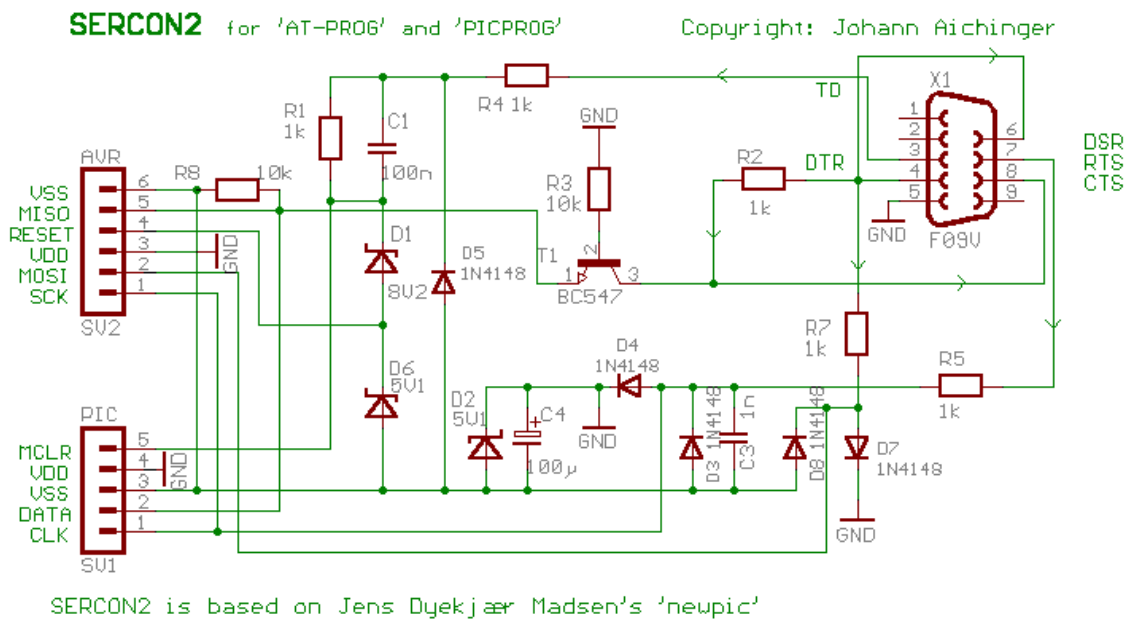 SERCON2 for 'AT-PROG' and 'PICPROG'
Copyright: Johann Aichinger
X1
TD
R4 1k
R1
1k
C1
100n
GND
1
2
3
4
5
6
7
8
9
DSR
RTS
CTS
F09V
GND
DTR
R2
1k
R3
10k
AVR
R8
10k
VSS
6
MISO
5
RESET
4
VDD
3
MOSI
2
SCK
1
GND
SV2
D1
8V2
D5
1N4148
T1
1
2
3
BC547
R7
1k
D4
1N4148
R5
1k
D6
5V1
D2
5V1
+
C4
100µ
GND
D3
1N4148
1n
C3
D8
1N4148
D7
1N4148
GND
PIC
MCLR
5
VDD
4
VSS
3
DATA
2
CLK
1
GND
SV1
SERCON2 is based on Jens Dyekjær Madsen's 'newpic'